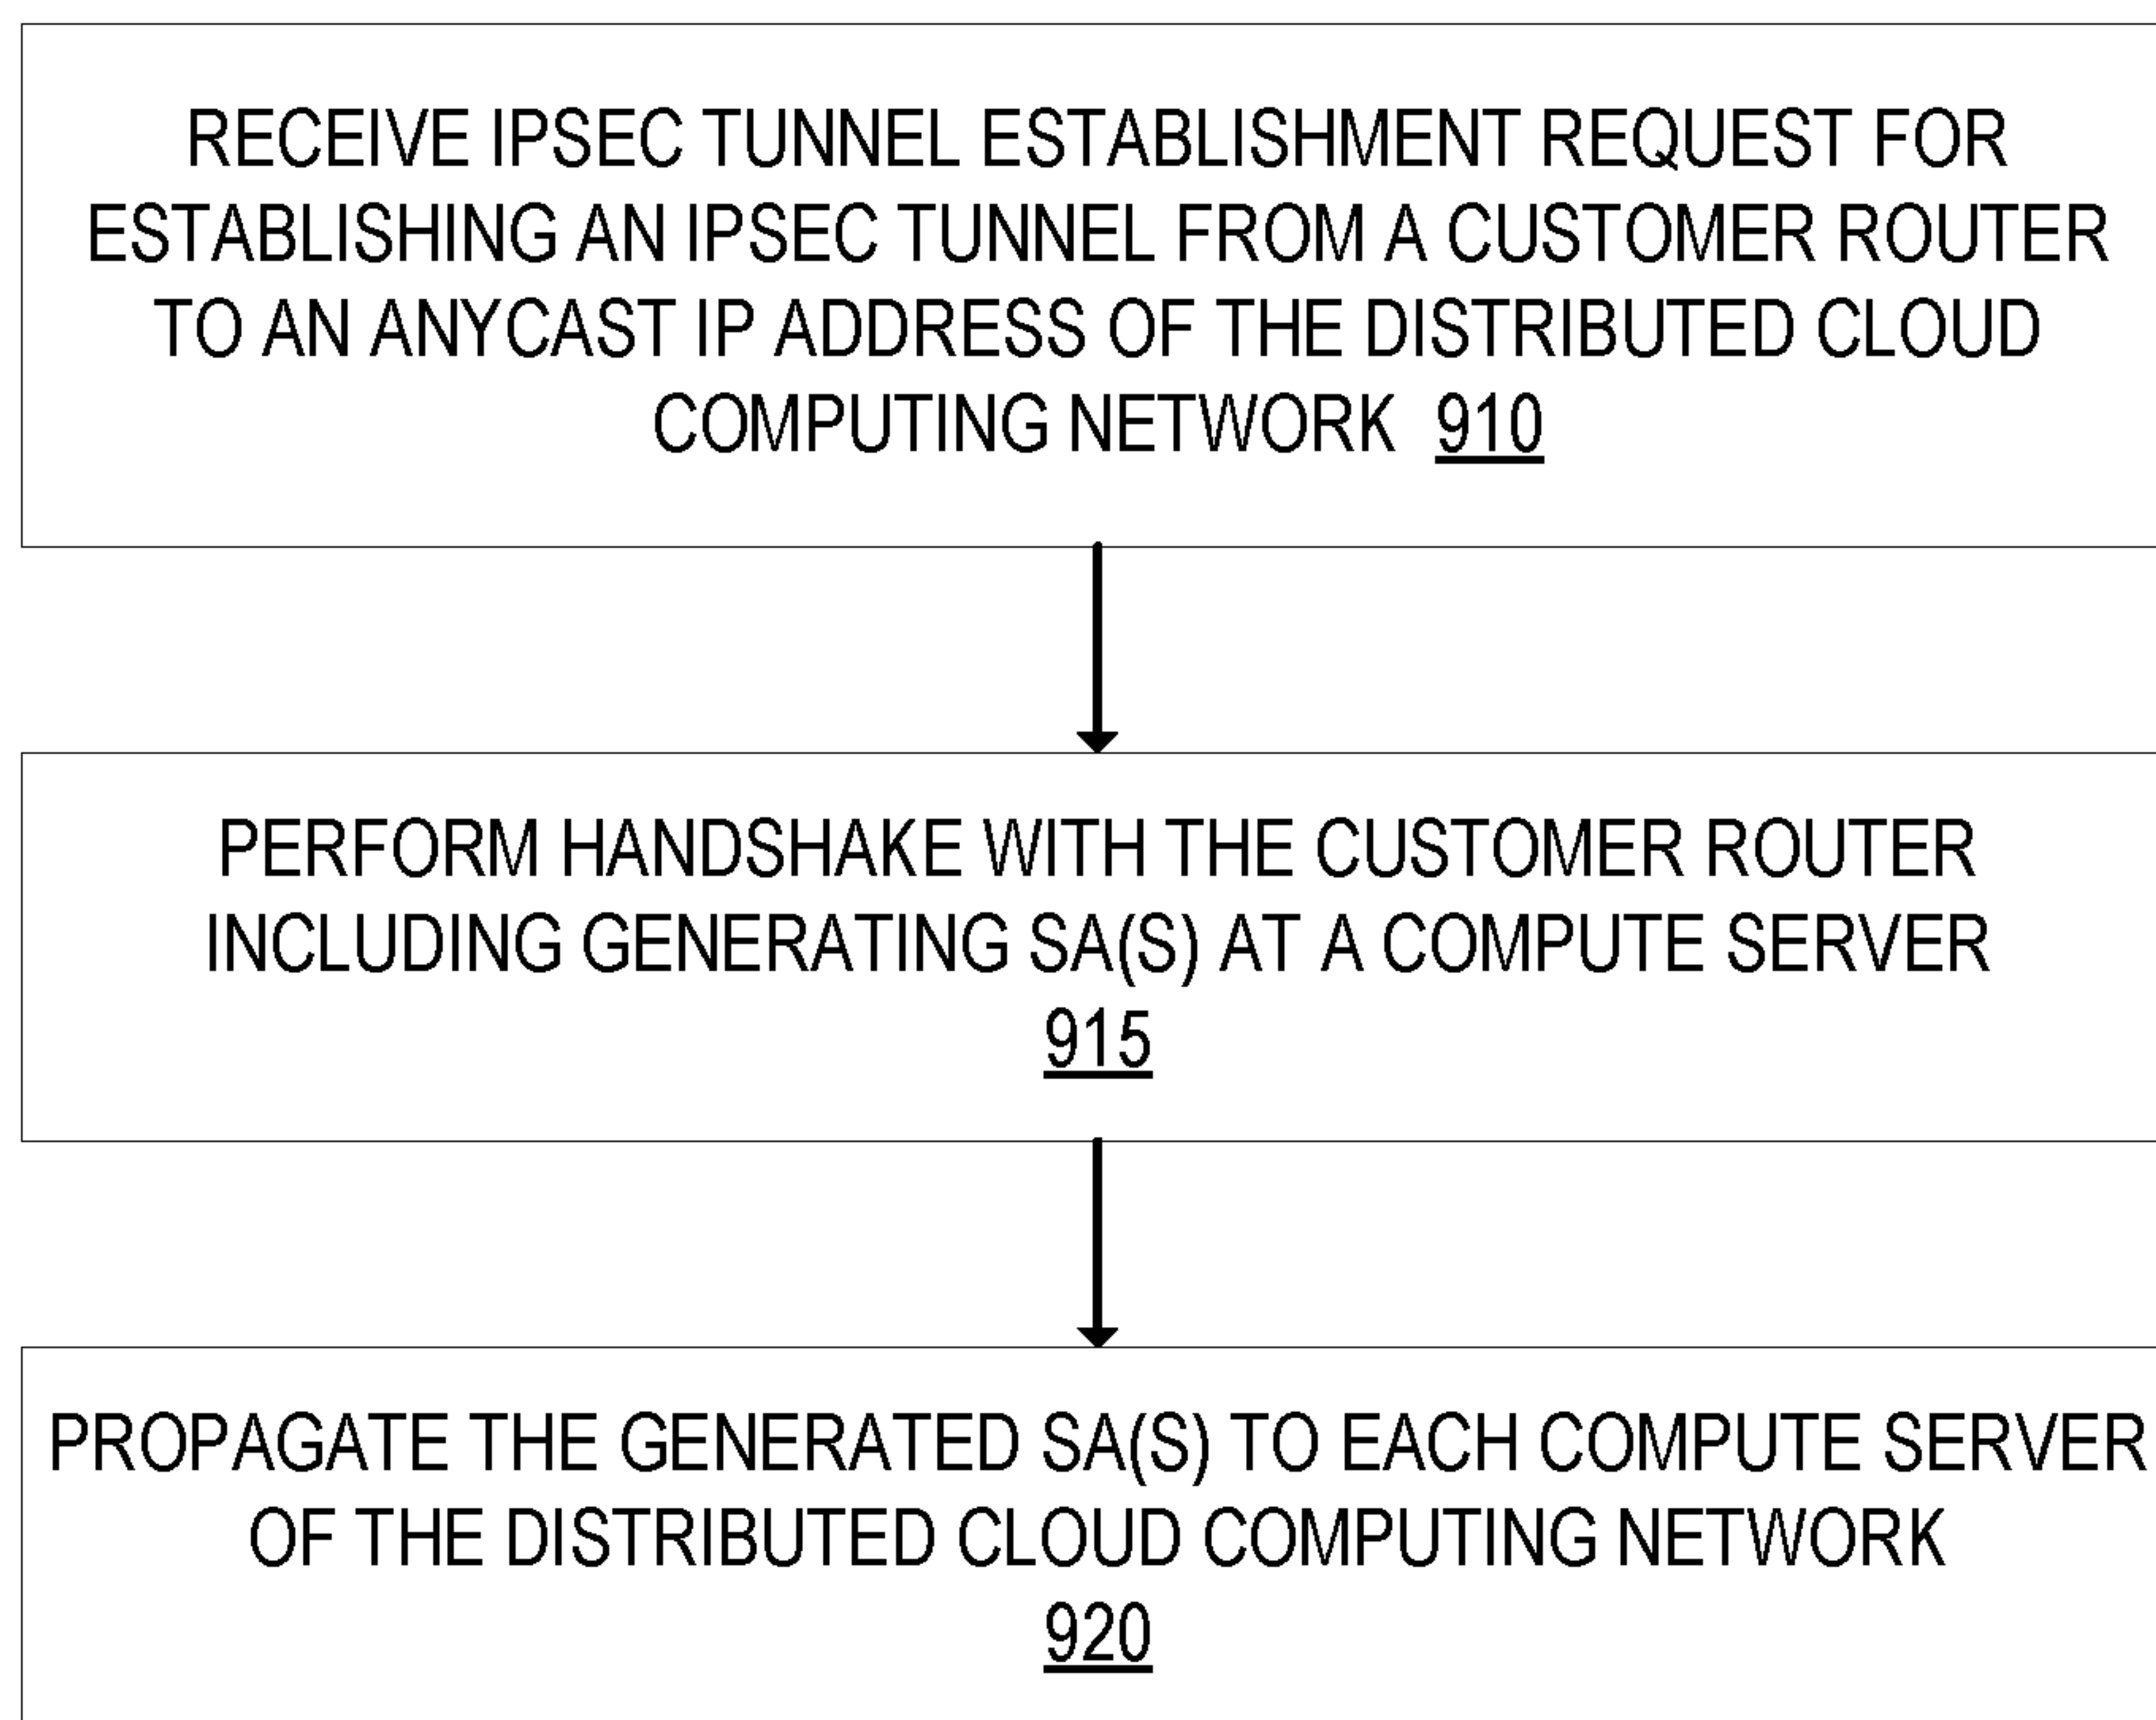 RECEIVE IPSEC TUNNEL ESTABLISHMENT REQUEST FOR
ESTABLISHING AN IPSEC TUNNEL FROM A CUSTOMER ROUTER
TO AN ANYCAST IP ADDRESS OF THE DISTRIBUTED CLOUD
COMPUTING NETWORK 910
PERFORM HANDSHAKE WITH THE CUSTOMER ROUTER
INCLUDING GENERATING SA(S) AT A COMPUTE SERVER
915
PROPAGATE THE GENERATED SA(S) TO EACH COMPUTE SERVER
OF THE DISTRIBUTED CLOUD COMPUTING NETWORK
920